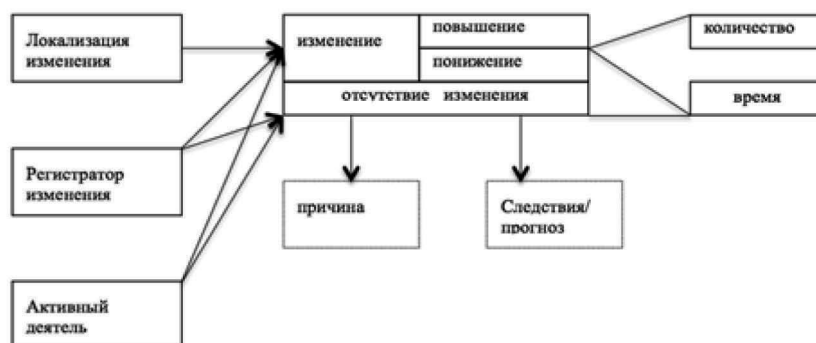 Локализация
изменения
изменение
повышение
понижение
отсутствие изменения
количество
время
Регистратор
изменения
причина
Следствия/
прогноз
Активный
деятель